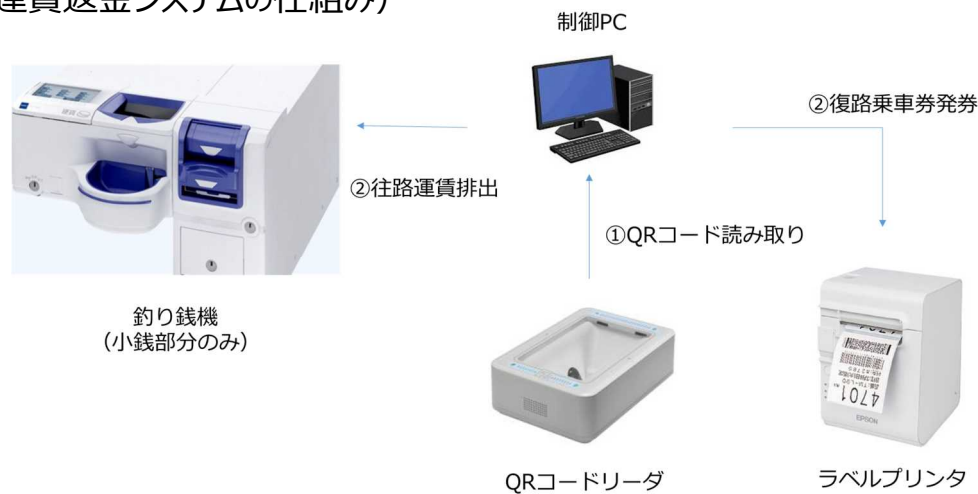 運賃返金システムの仕組み）
制御PC
②復路乗車券発券
②往路運賃排出
①QRコード読み取り
釣り銭機
（小銭部分のみ）
4701
EPSON
QRコードリーダ
ラベルプリンタ